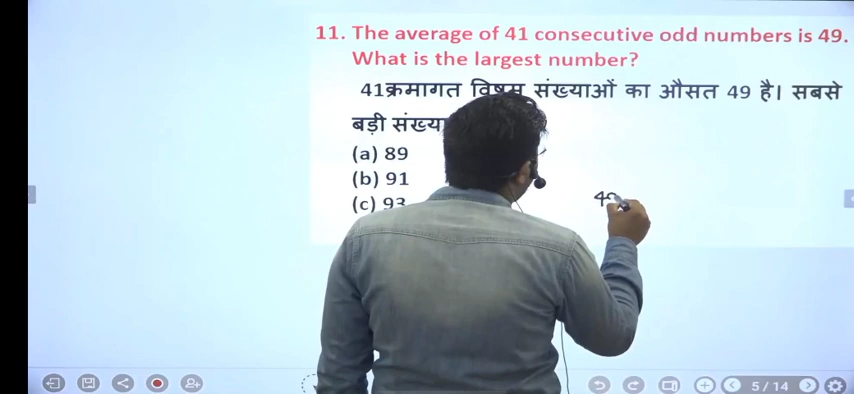 11. The average of 41 consecutive odd numbers is 49.
What is the largest number?
41क्रमागत विषम संख्याओं का औसत 49 है। सबसे
बड़ी
(a) 89
(b) 91
(c) 93
5 / 14